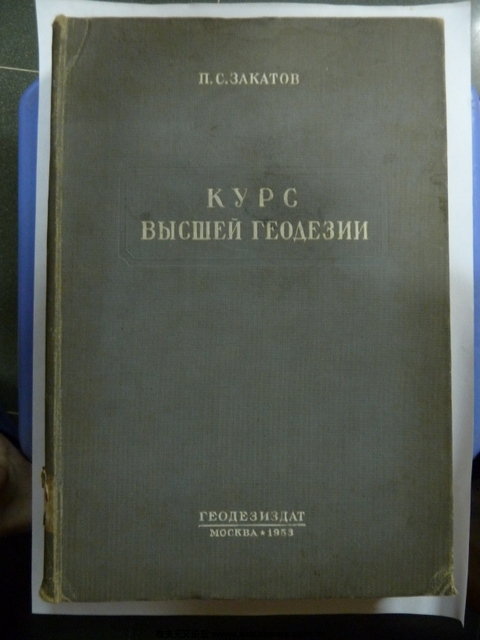 П. С. ЗАКАТОВ
КУРС
ВЫСШЕЙ ГЕОДЕЗИИ
ГЕОДЕЗИЗДАТ
МОСКВА ★ 1953